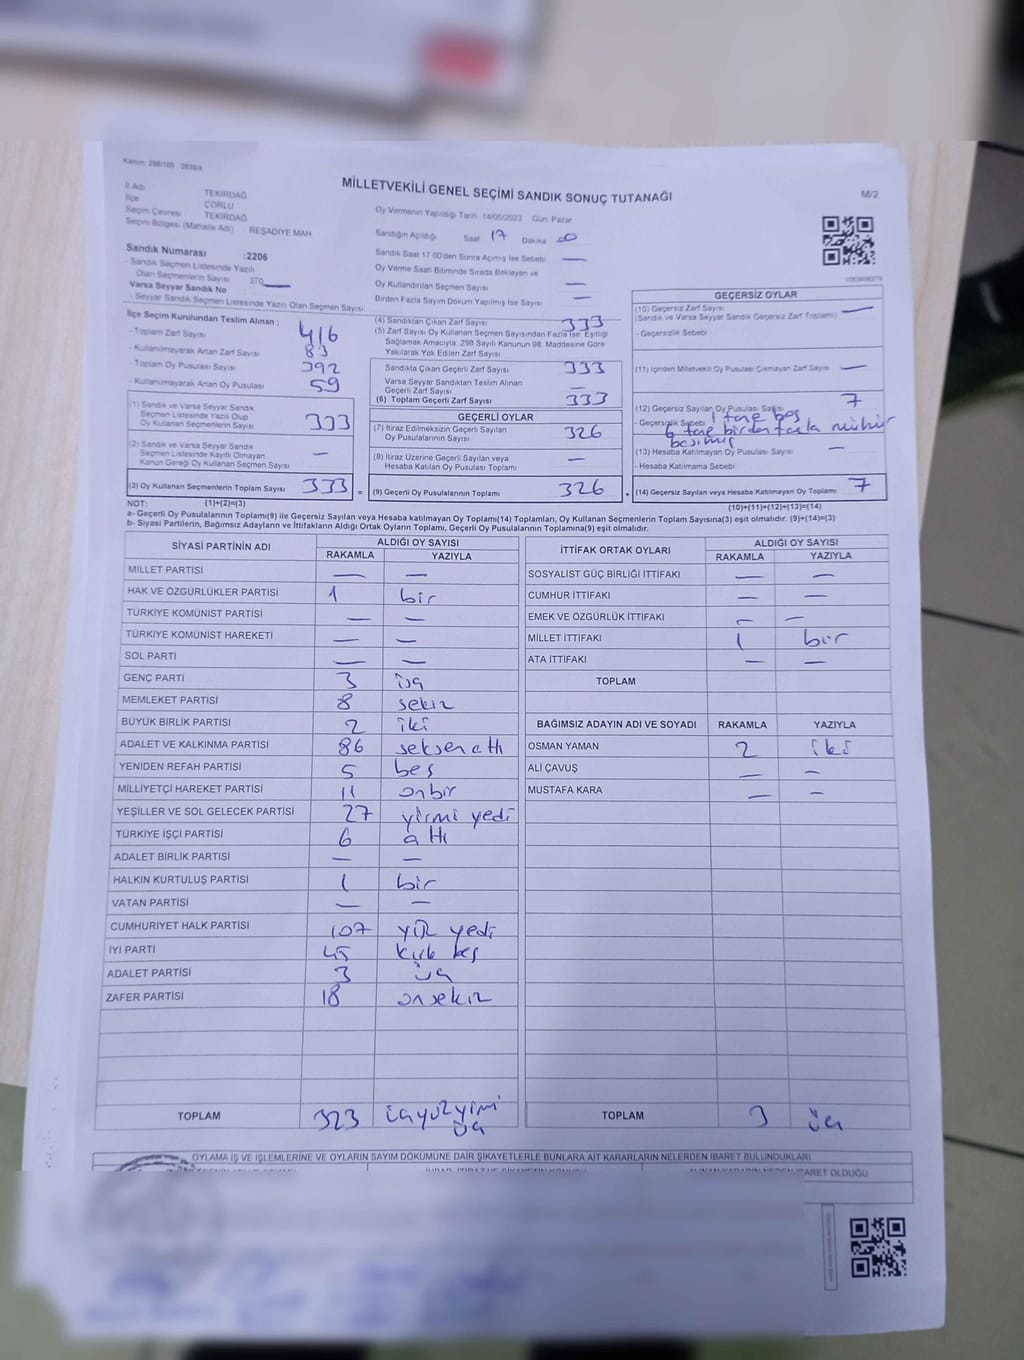 Kanun: 298/105
MİLLETVEKİLİ GENEL SEÇİMİ SANDIK SONUÇ TUTANAĞI
M/2
İl Adı TEKİRDAĞ
İlçe ÇORLU
Seçim Çevresi TEKİRDAĞ
Seçim Bölgesi (Mahalle Adı) REŞADİYE MAH
Oy Vermenin Yapıldığı Tarih 14/05/2023 Gün: Pazar
Sandığın Açıldığı Saat 17 Dakika
Sandık Numarası :2206
- Sandık Seçmen Listesinde Yazılı
Olan Seçmenlerin Sayısı 370
Varsa Seyyar Sandık No :
- Seyyar Sandık Seçmen Listesinde Yazılı Olan Seçmen Sayısı
Sandık Saat 17:00'den Sonra Açılmış İse Sebebi —
Oy Verme Saati Bitiminde Sırada Bekleyen ve
Oy Kullandırılan Seçmen Sayısı —
Birden Fazla Sayım Döküm Yapılmış İse Sayısı —
İlçe Seçim Kurulundan Teslim Alınan ;
- Toplam Zarf Sayısı 416
- Kullanılmayarak Artan Zarf Sayısı 83
- Toplam Oy Pusulası Sayısı 392
- Kullanılmayarak Artan Oy Pusulası 59
(1) Sandık ve Varsa Seyyar Sandık
Seçmen Listesinde Yazılı Olup
Oy Kullanan Seçmenlerin Sayısı 333
(2) Sandık ve Varsa Seyyar Sandık
Seçmen Listesinde Kayıtlı Olmayan
Kanun Gereği Oy Kullanan Seçmen Sayısı —
(3) Oy Kullanan Seçmenlerin Toplam Sayısı 333 =
(4) Sandıktan Çıkan Zarf Sayısı 333
(5) Zarf Sayısı Oy Kullanan Seçmen Sayısından Fazla İse, Eşitliği
Sağlamak Amacıyla, 298 Sayılı Kanunun 98. Maddesine Göre
Yakılarak Yok Edilen Zarf Sayısı
Sandıkta Çıkan Geçerli Zarf Sayısı 333
Varsa Seyyar Sandıktan Teslim Alınan
Geçerli Zarf Sayısı —
(6) Toplam Geçerli Zarf Sayısı 333
GEÇERLİ OYLAR
(7) İtiraz Edilmeksizin Geçerli Sayılan
Oy Pusulalarının Sayısı 326
(8) İtiraz Üzerine Geçerli Sayılan veya
Hesaba Katılan Oy Pusulası Toplamı —
(9) Geçerli Oy Pusulalarının Toplamı 326
GEÇERSİZ OYLAR
(10) Geçersiz Zarf Sayısı —
(Sandık ve Varsa Seyyar Sandık Geçersiz Zarf Toplamı)
- Geçersizlik Sebebi
(11) İçinden Milletvekili Oy Pusulası Çıkmayan Zarf Sayısı —
(12) Geçersiz Sayılan Oy Pusulası Sayısı 7
- Geçersizlik Sebebi 1 tane boş
6 tane birden fazla mühür
basılmış
(13) Hesaba Katılmayan Oy Pusulası Sayısı —
- Hesaba Katılmama Sebebi
(14) Geçersiz Sayılan veya Hesaba Katılmayan Oy Toplamı 7
NOT: (1)+(2)=(3)
(10)+(11)+(12)+(13)=(14)
a- Geçerli Oy Pusulalarının Toplamı(9) ile Geçersiz Sayılan veya Hesaba katılmayan Oy Toplamı(14) Toplamları, Oy Kullanan Seçmenlerin Toplam Sayısına(3) eşit olmalıdır. (9)+(14)=(3)
b- Siyasi Partilerin, Bağımsız Adayların ve İttifakların Aldığı Ortak Oyların Toplamı, Geçerli Oy Pusulalarının Toplamına(9) eşit olmalıdır.
SİYASİ PARTİNİN ADI ALDIĞI OY SAYISI
RAKAMLA YAZIYLA
MİLLET PARTİSİ — —
HAK VE ÖZGÜRLÜKLER PARTİSİ 1 bir
TÜRKİYE KOMÜNİST PARTİSİ — —
TÜRKİYE KOMÜNİST HAREKETİ — —
SOL PARTİ — —
GENÇ PARTİ 3 üç
MEMLEKET PARTİSİ 8 sekiz
BÜYÜK BİRLİK PARTİSİ 2 iki
ADALET VE KALKINMA PARTİSİ 86 seksen altı
YENİDEN REFAH PARTİSİ 5 beş
MİLLİYETÇİ HAREKET PARTİSİ 11 onbir
YEŞİLLER VE SOL GELECEK PARTİSİ 27 yirmi yedi
TÜRKİYE İŞÇİ PARTİSİ 6 altı
ADALET BİRLİK PARTİSİ — —
HALKIN KURTULUŞ PARTİSİ 1 bir
VATAN PARTİSİ — —
CUMHURİYET HALK PARTİSİ 107 yüz yedi
İYİ PARTİ 45 kırk beş
ADALET PARTİSİ 3 üç
ZAFER PARTİSİ 18 onsekiz
TOPLAM 323 üçyüzyirmi
üç
İTTİFAK ORTAK OYLARI ALDIĞI OY SAYISI
RAKAMLA YAZIYLA
SOSYALİST GÜÇ BİRLİĞİ İTTİFAKI — —
CUMHUR İTTİFAKI — —
EMEK VE ÖZGÜRLÜK İTTİFAKI — —
MİLLET İTTİFAKI 1 bir
ATA İTTİFAKI — —
TOPLAM
BAĞIMSIZ ADAYIN ADI VE SOYADI RAKAMLA YAZIYLA
OSMAN YAMAN 2 iki
ALİ ÇAVUŞ — —
MUSTAFA KARA — —
TOPLAM 3 üç
OYLAMA İŞ VE İŞLEMLERİNE VE OYLARIN SAYIM DÖKÜMÜNE DAİR ŞİKAYETLERLE BUNLARA AİT KARARLARIN NELERDEN İBARET BULUNDUKLARI